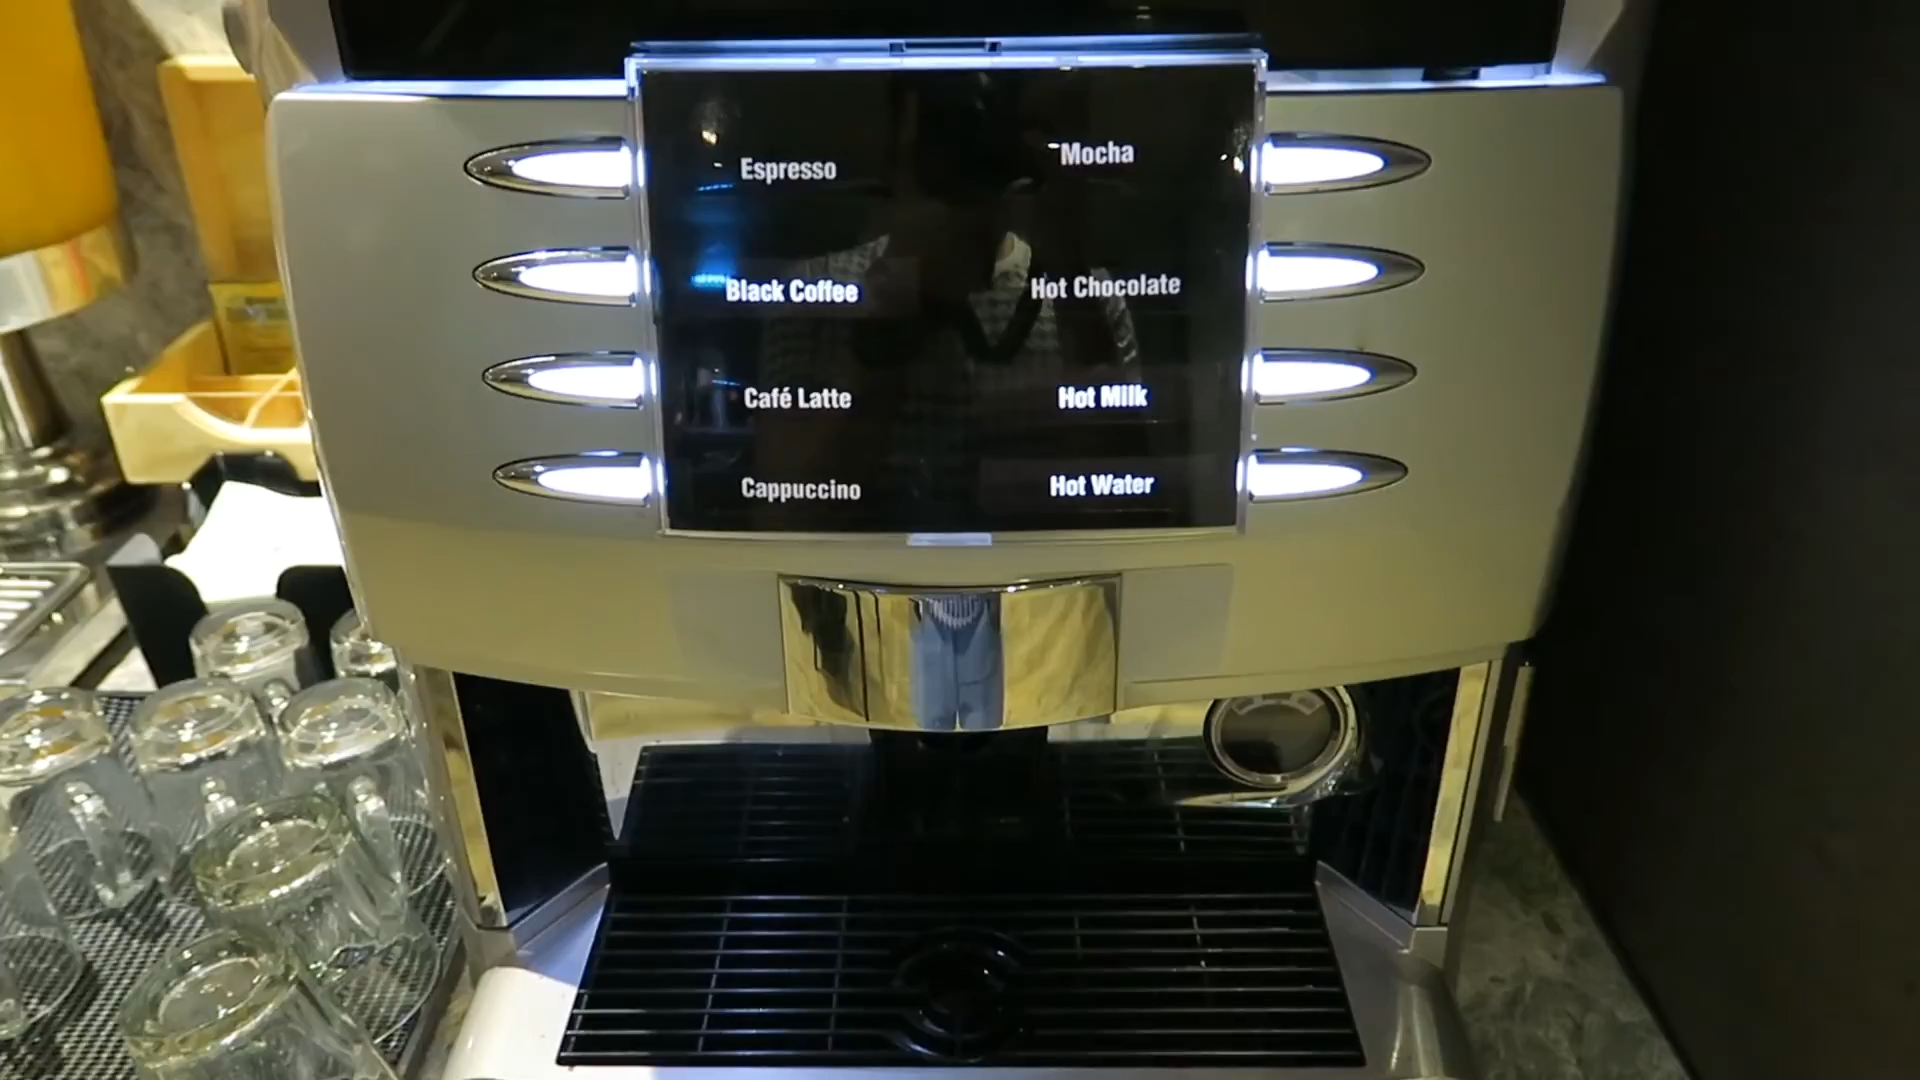 Espresso
Mocha
Black Coffee
Hot Chocolate
Café Latte
Hot Milk
Cappuccino
Hot Water